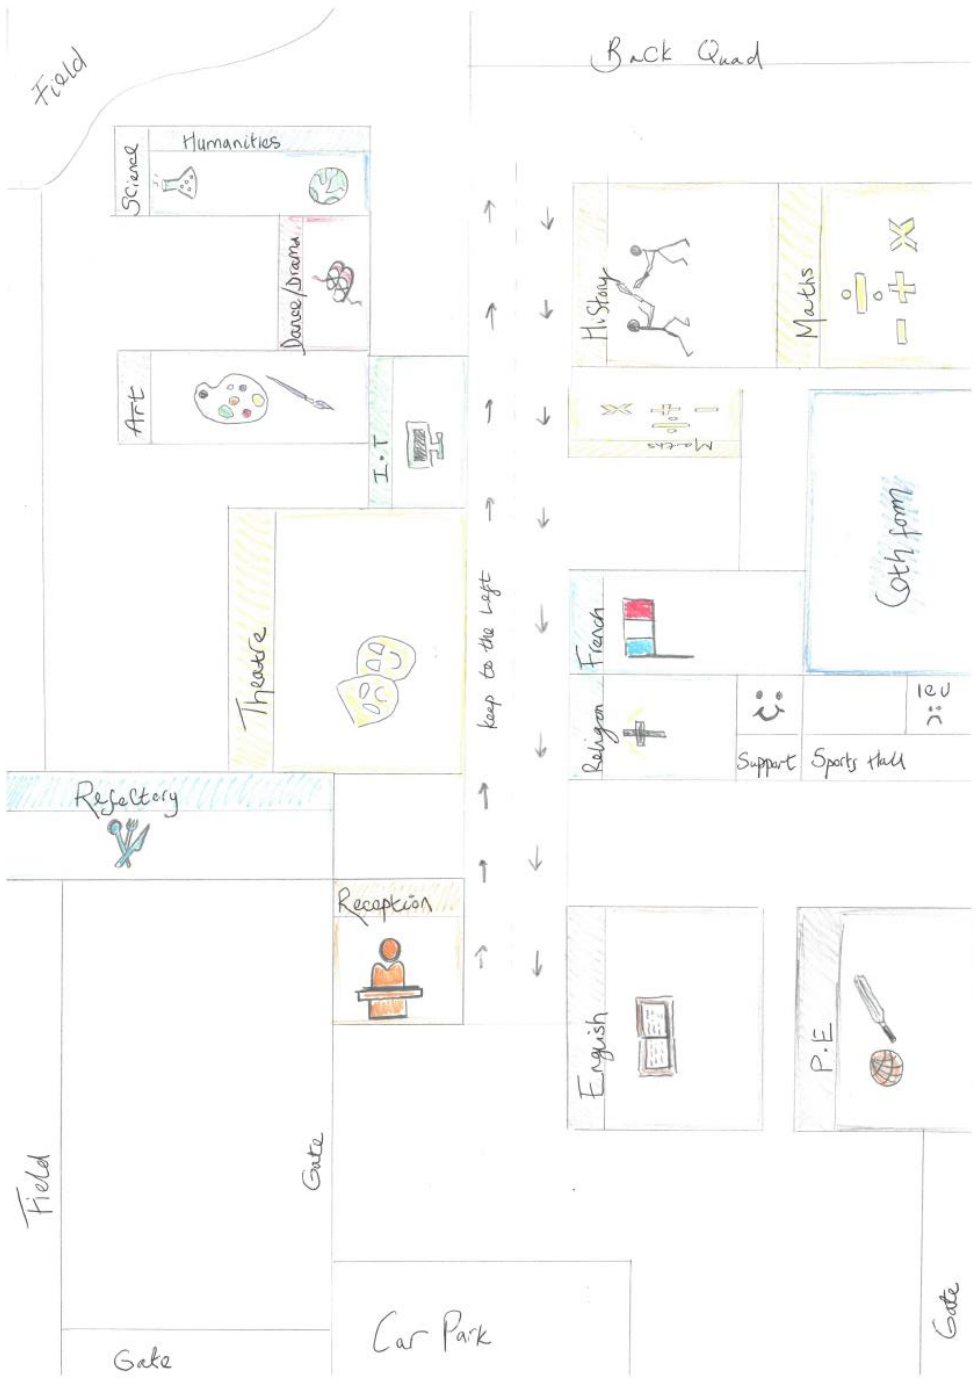 Back Quad
Field
Humanities
Science
Dance/Drama
History
Maths
Art
I.T
Maths
6th form
Theatre
Keep to the Left
French
Religon
Support
Sports Hall
Refectory
Reception
English
P.E
Field
Gate
Car Park
Gate
Gate